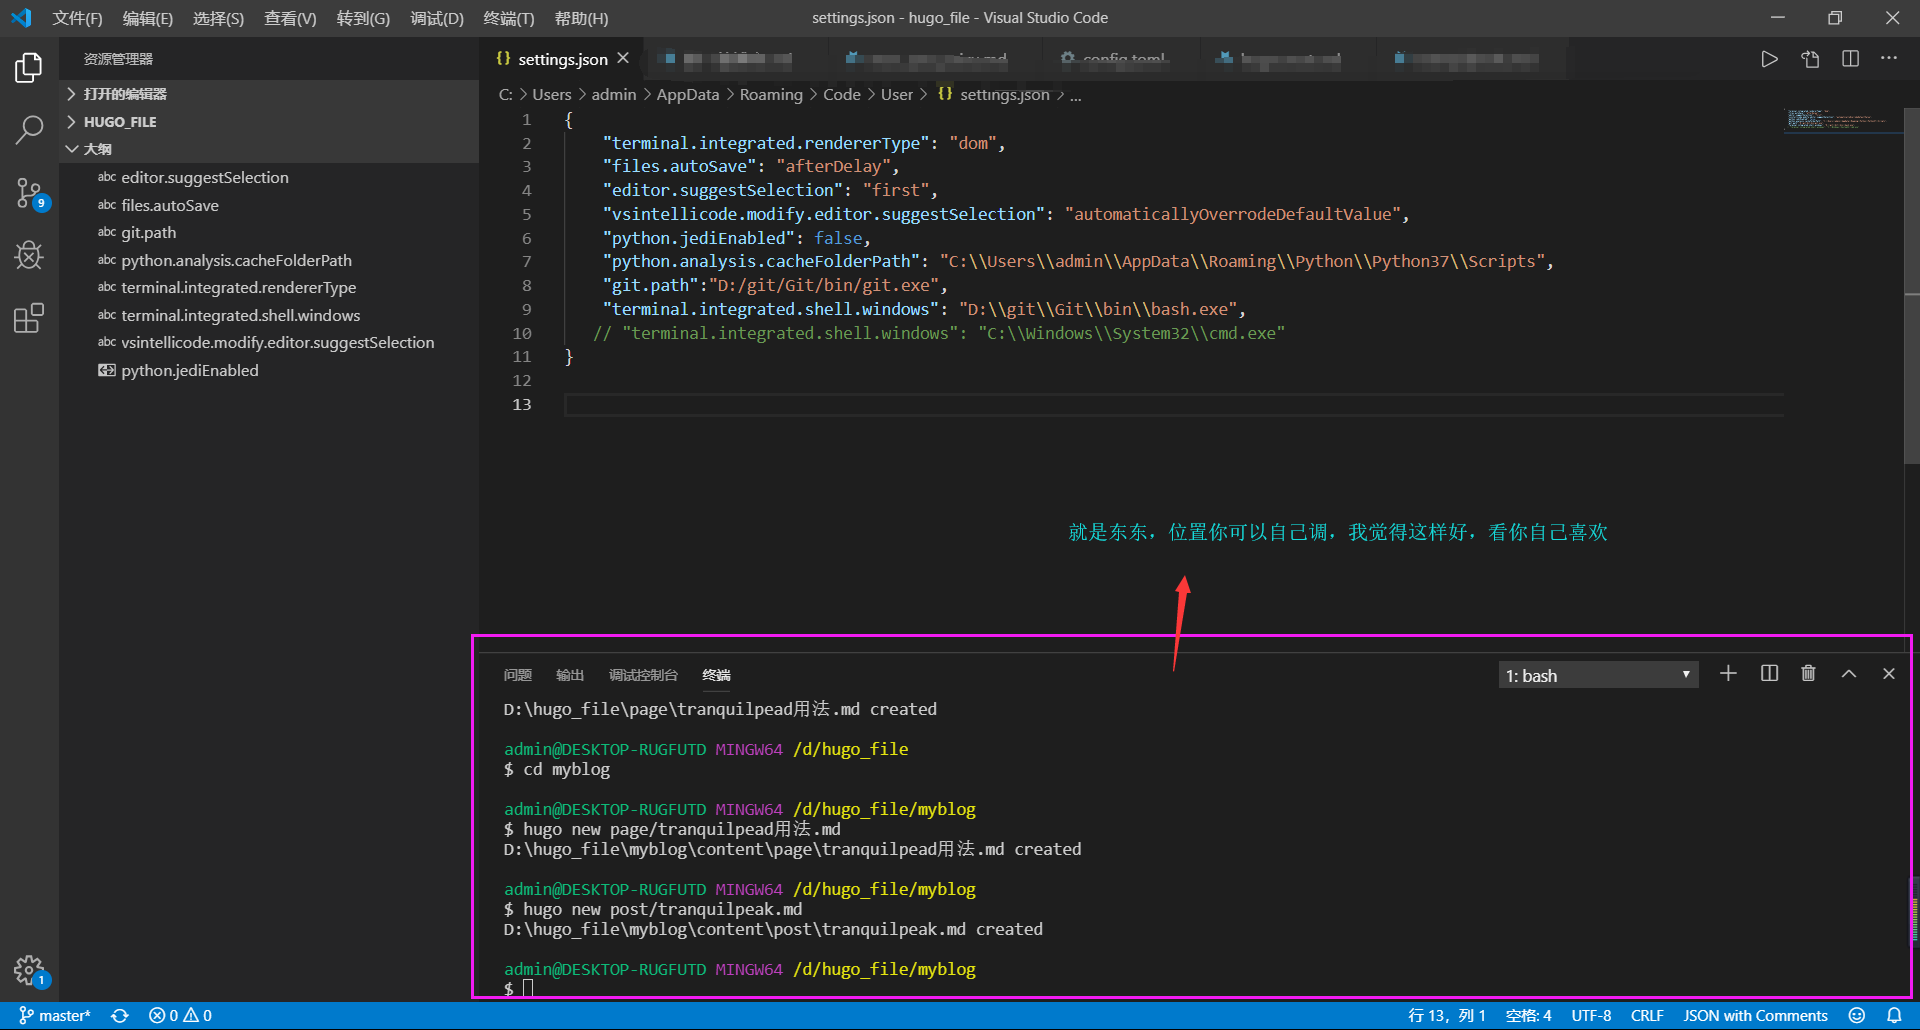 文件(F) 编辑(E) 选择(S) 查看(V) 转到(G) 调试(D) 终端(T) 帮助(H) settings.json - hugo_file - Visual Studio Code
资源管理器
打开的编辑器
HUGO_FILE
大纲
abc editor.suggestSelection
abc files.autoSave
abc git.path
abc python.analysis.cacheFolderPath
abc terminal.integrated.rendererType
abc terminal.integrated.shell.windows
abc vsintellicode.modify.editor.suggestSelection
python.jediEnabled
9
1
{} settings.json config.toml
C: > Users > admin > AppData > Roaming > Code > User > {} settings.json > ...
1 {
2 "terminal.integrated.rendererType": "dom",
3 "files.autoSave": "afterDelay",
4 "editor.suggestSelection": "first",
5 "vsintellicode.modify.editor.suggestSelection": "automaticallyOverrodeDefaultValue",
6 "python.jediEnabled": false,
7 "python.analysis.cacheFolderPath": "C:\\Users\\admin\\AppData\\Roaming\\Python\\Python37\\Scripts",
8 "git.path":"D:/git/Git/bin/git.exe",
9 "terminal.integrated.shell.windows": "D:\\git\\Git\\bin\\bash.exe",
10 // "terminal.integrated.shell.windows": "C:\\Windows\\System32\\cmd.exe"
11 }
12
13
就是东东，位置你可以自己调，我觉得这样好，看你自己喜欢
问题 输出 调试控制台 终端 1: bash
D:\hugo_file\page\tranquilpead用法.md created
admin@DESKTOP-RUGFUTD MINGW64 /d/hugo_file
$ cd myblog
admin@DESKTOP-RUGFUTD MINGW64 /d/hugo_file/myblog
$ hugo new page/tranquilpead用法.md
D:\hugo_file\myblog\content\page\tranquilpead用法.md created
admin@DESKTOP-RUGFUTD MINGW64 /d/hugo_file/myblog
$ hugo new post/tranquilpeak.md
D:\hugo_file\myblog\content\post\tranquilpeak.md created
admin@DESKTOP-RUGFUTD MINGW64 /d/hugo_file/myblog
$
master* 0 0 行 13，列 1 空格: 4 UTF-8 CRLF JSON with Comments